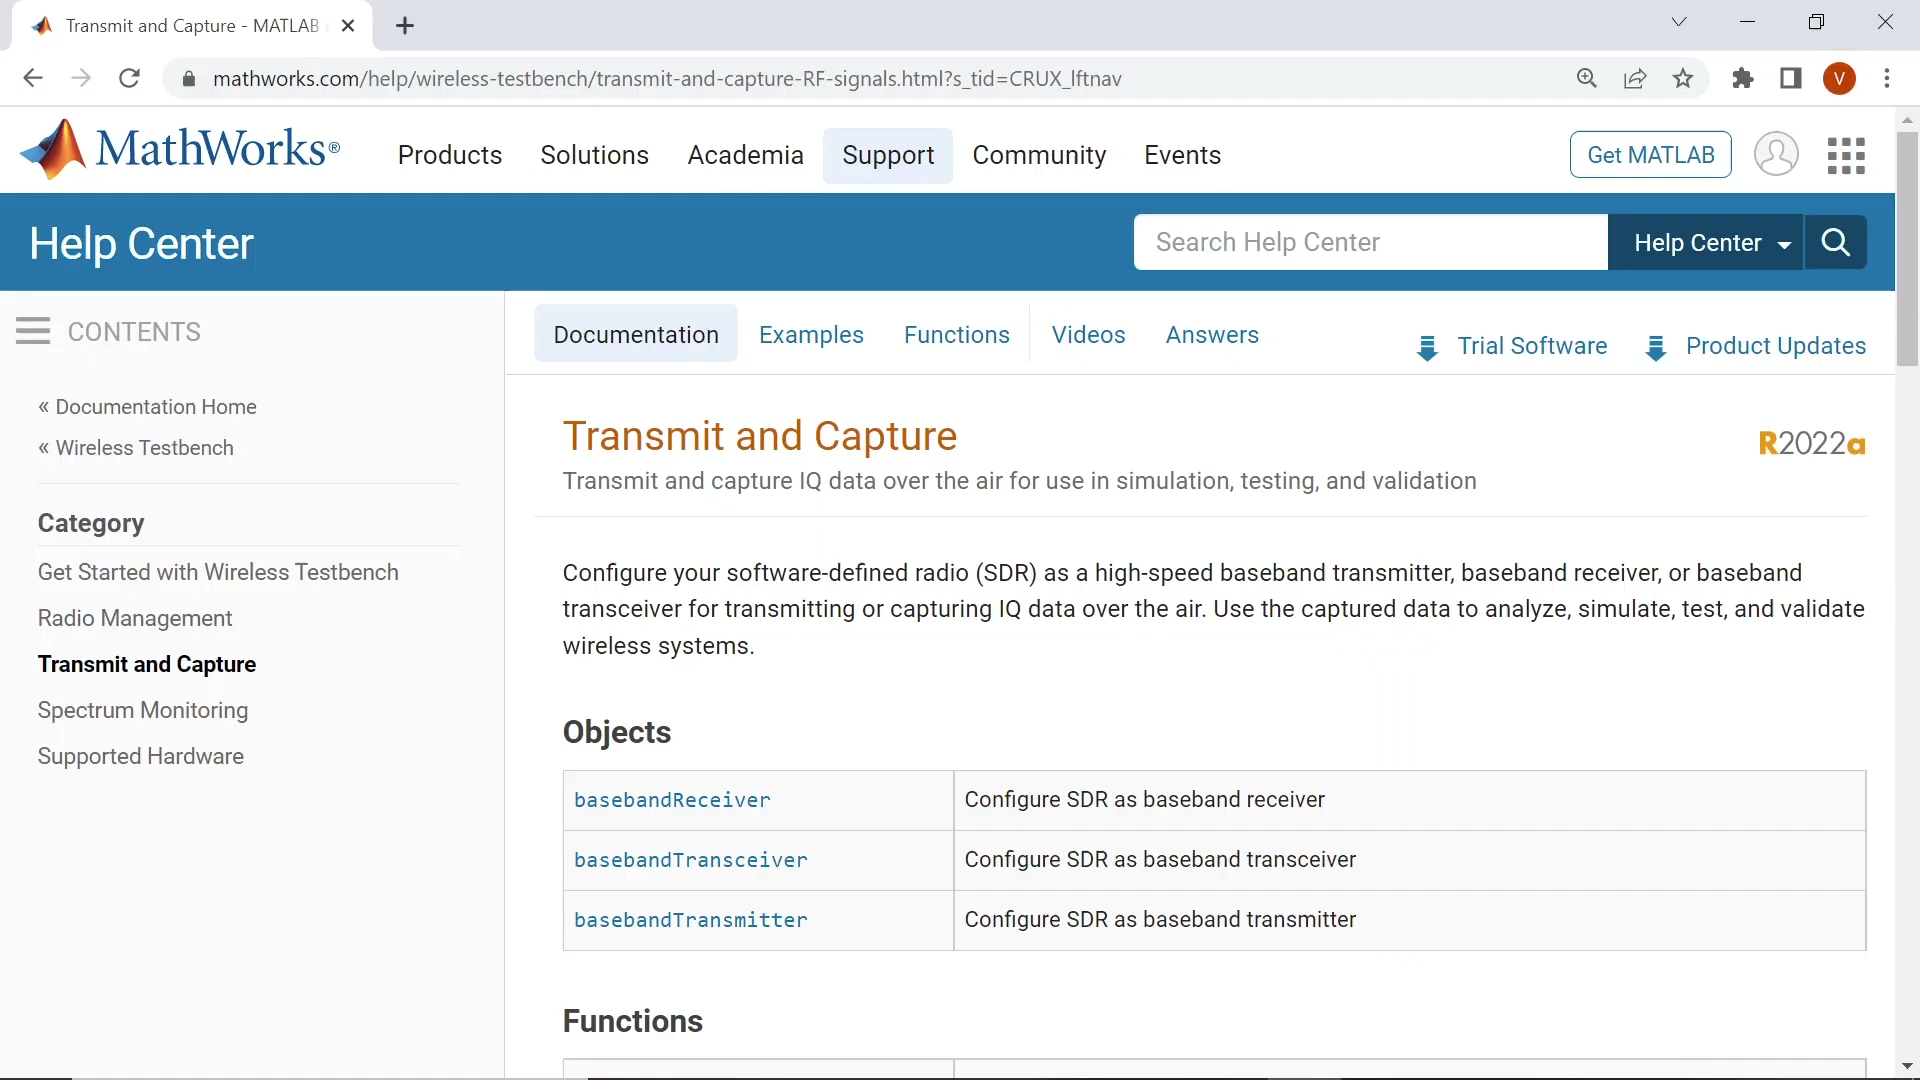 Transmit and Capture - MATLAB
mathworks.com/help/wireless-testbench/transmit-and-capture-RF-signals.html?s_tid=CRUX_lftnav
V
MathWorks®
Products
Solutions
Academia
Support
Community
Events
Get MATLAB
Help Center
Search Help Center
Help Center
CONTENTS
« Documentation Home
« Wireless Testbench
Category
Get Started with Wireless Testbench
Radio Management
Transmit and Capture
Spectrum Monitoring
Supported Hardware
Documentation
Examples
Functions
Videos
Answers
Trial Software
Product Updates
Transmit and Capture
R2022a
Transmit and capture IQ data over the air for use in simulation, testing, and validation
Configure your software-defined radio (SDR) as a high-speed baseband transmitter, baseband receiver, or baseband
transceiver for transmitting or capturing IQ data over the air. Use the captured data to analyze, simulate, test, and validate
wireless systems.
Objects
basebandReceiver Configure SDR as baseband receiver
basebandTransceiver Configure SDR as baseband transceiver
basebandTransmitter Configure SDR as baseband transmitter
Functions